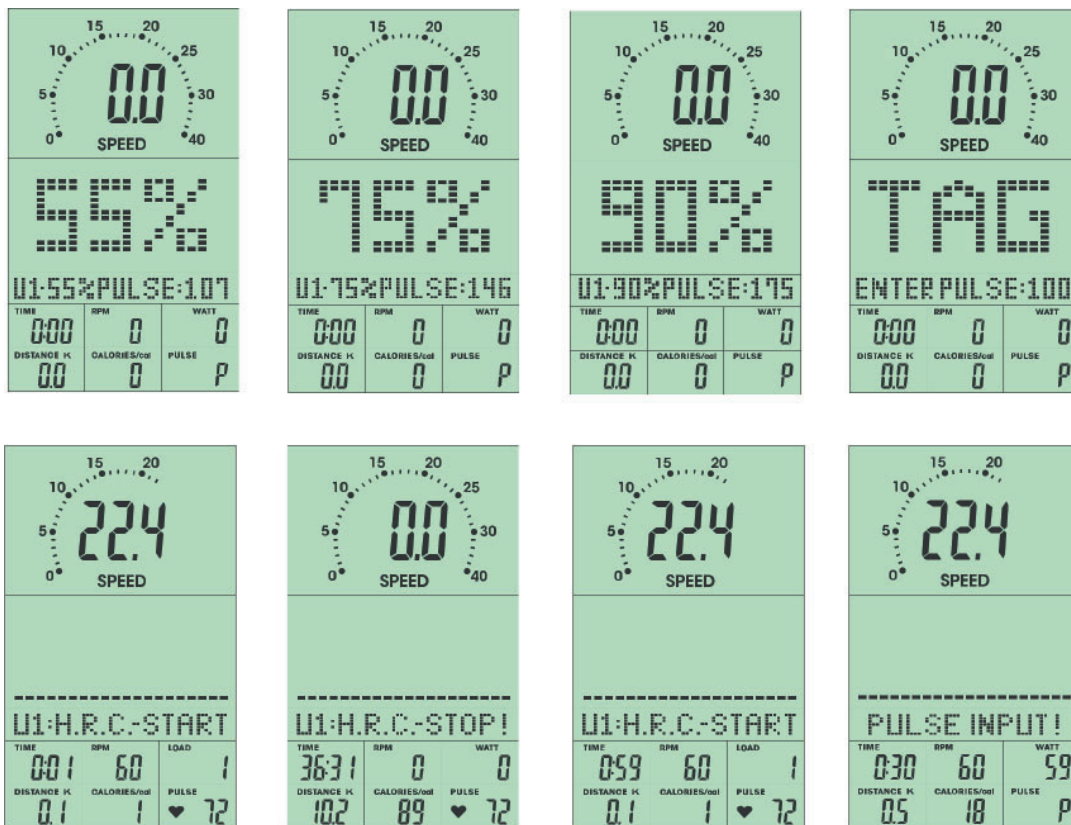 15 20
10 25
5 0.0 30
0 SPEED 40
55%
U1-55%PULSE:107
TIME RPM WATT
0:00 0 0
DISTANCE K CALORIES/cal PULSE
0.0 0 P
15 20
10 25
5 0.0 30
0 SPEED 40
75%
U1-75%PULSE:146
TIME RPM WATT
0:00 0 0
DISTANCE K CALORIES/cal PULSE
0.0 0 P
15 20
10 25
5 0.0 30
0 SPEED 40
90%
U1-90%PULSE:175
TIME RPM WATT
0:00 0 0
DISTANCE K CALORIES/cal PULSE
0.0 0 P
15 20
10 25
5 0.0 30
0 SPEED 40
TAG
ENTER PULSE:100
TIME RPM WATT
0:00 0 0
DISTANCE K CALORIES/cal PULSE
0.0 0 P
15 20
10
5 22.4
0 SPEED
U1:H.R.C.-START
TIME RPM LOAD
0:01 60 1
DISTANCE K CALORIES/cal PULSE
0.1 1 ♥ 72
15 20
10 25
5 0.0 30
0 SPEED 40
U1:H.R.C.-STOP!
TIME RPM WATT
36:31 0 0
DISTANCE K CALORIES/cal PULSE
10.2 89 ♥ 72
15 20
10
5 22.4
0 SPEED
U1:H.R.C.-START
TIME RPM LOAD
0:59 60 1
DISTANCE K CALORIES/cal PULSE
0.1 1 ♥ 72
15 20
10
5 22.4
0 SPEED
PULSE INPUT!
TIME RPM WATT
0:30 60 59
DISTANCE K CALORIES/cal PULSE
0.5 18 P